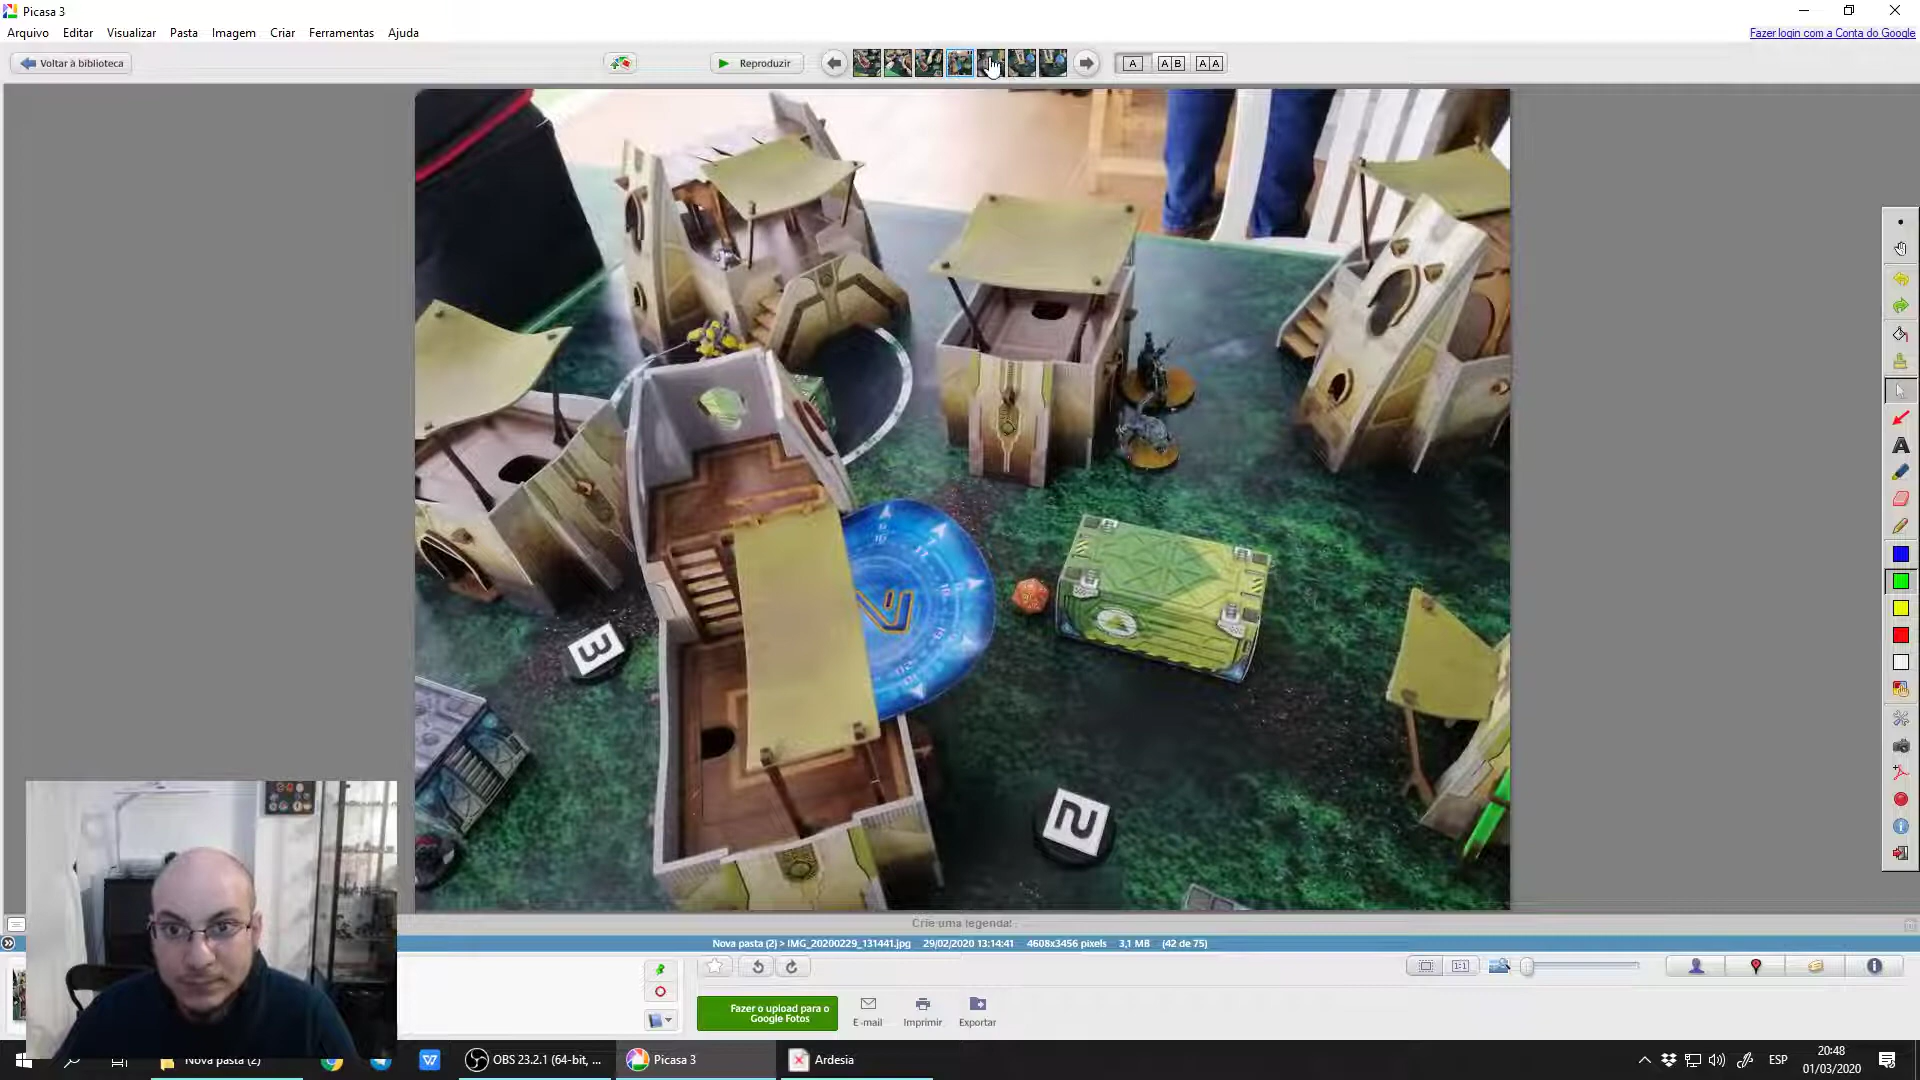 Picasa 3
Arquivo Editar Visualizar Pasta Imagem Criar Ferramentas Ajuda
Fazer login com a Conta do Google
Voltar à biblioteca
Reproduzir
A
A B
A A
3
2
Crie uma legenda!
Nova pasta (2) > IMG_20200229_131441.jpg 29/02/2020 13:14:41 4608x3456 pixels 3,1 MB (42 de 75)
1:1
Fazer o upload para o
Google Fotos
E-mail
Imprimir
Exportar
Nova pasta (2)
OBS 23.2.1 (64-bit, ...
Picasa 3
Ardesia
ESP
20:48
01/03/2020